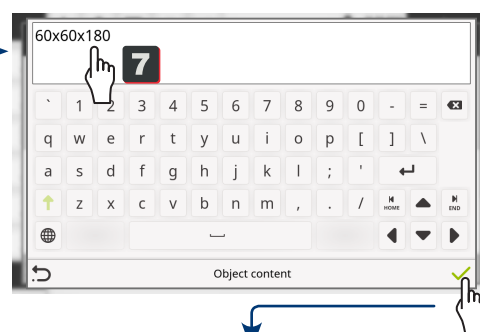 60x60x180
7
` 1 2 3 4 5 6 7 8 9 0 - =
q w e r t y u i o p [ ] \
a s d f g h j k l ; '
z x c v b n m , . / HOME END
Object content